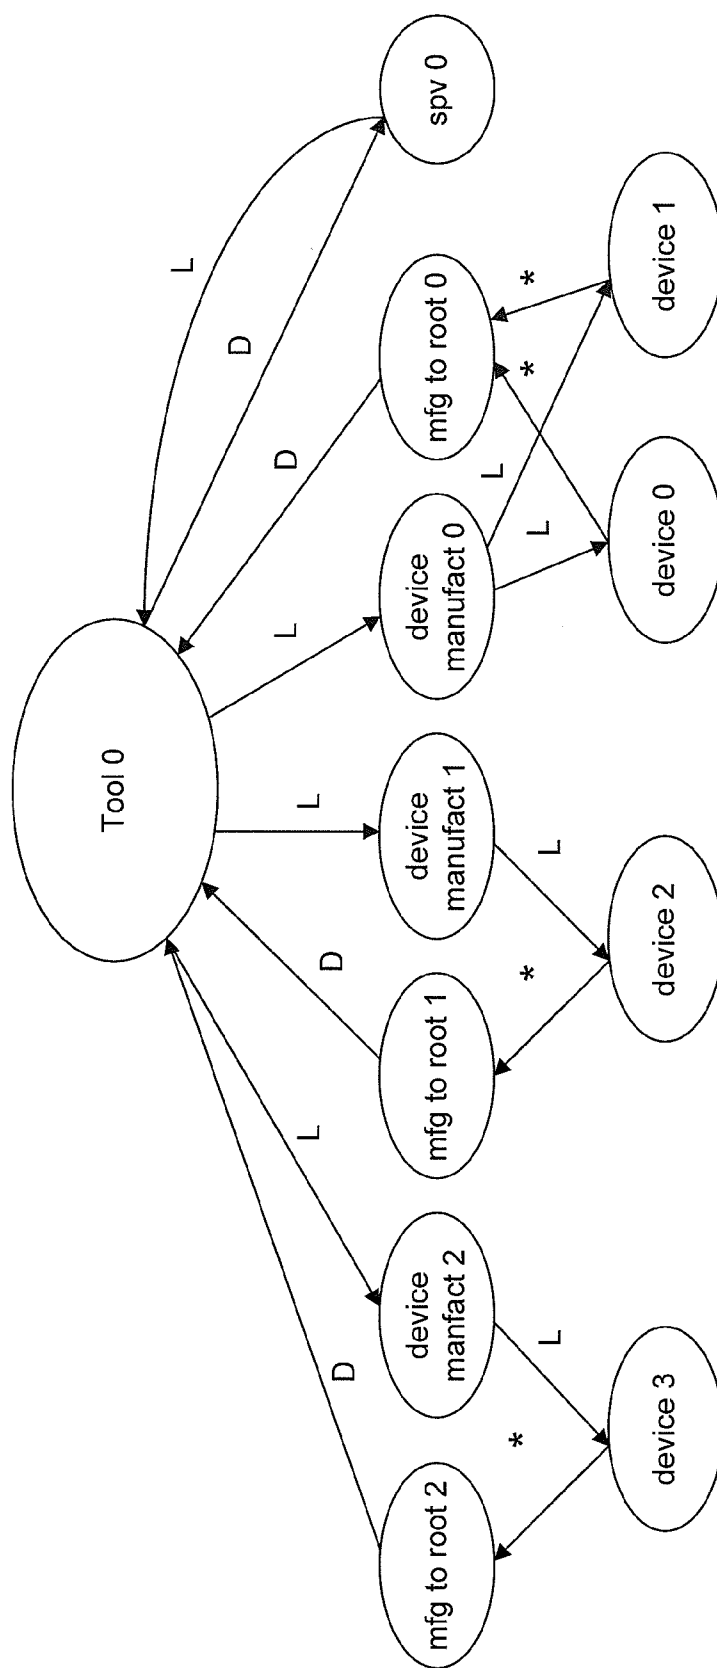 Tool 0
L
D
D
L
L
D
L
D
mfg to root 2
device
manfact 2
mfg to root 1
device
manufact 1
device
manufact 0
mfg to root 0
spv 0
*
L
*
L
L
L
*
*
device 3
device 2
device 0
device 1